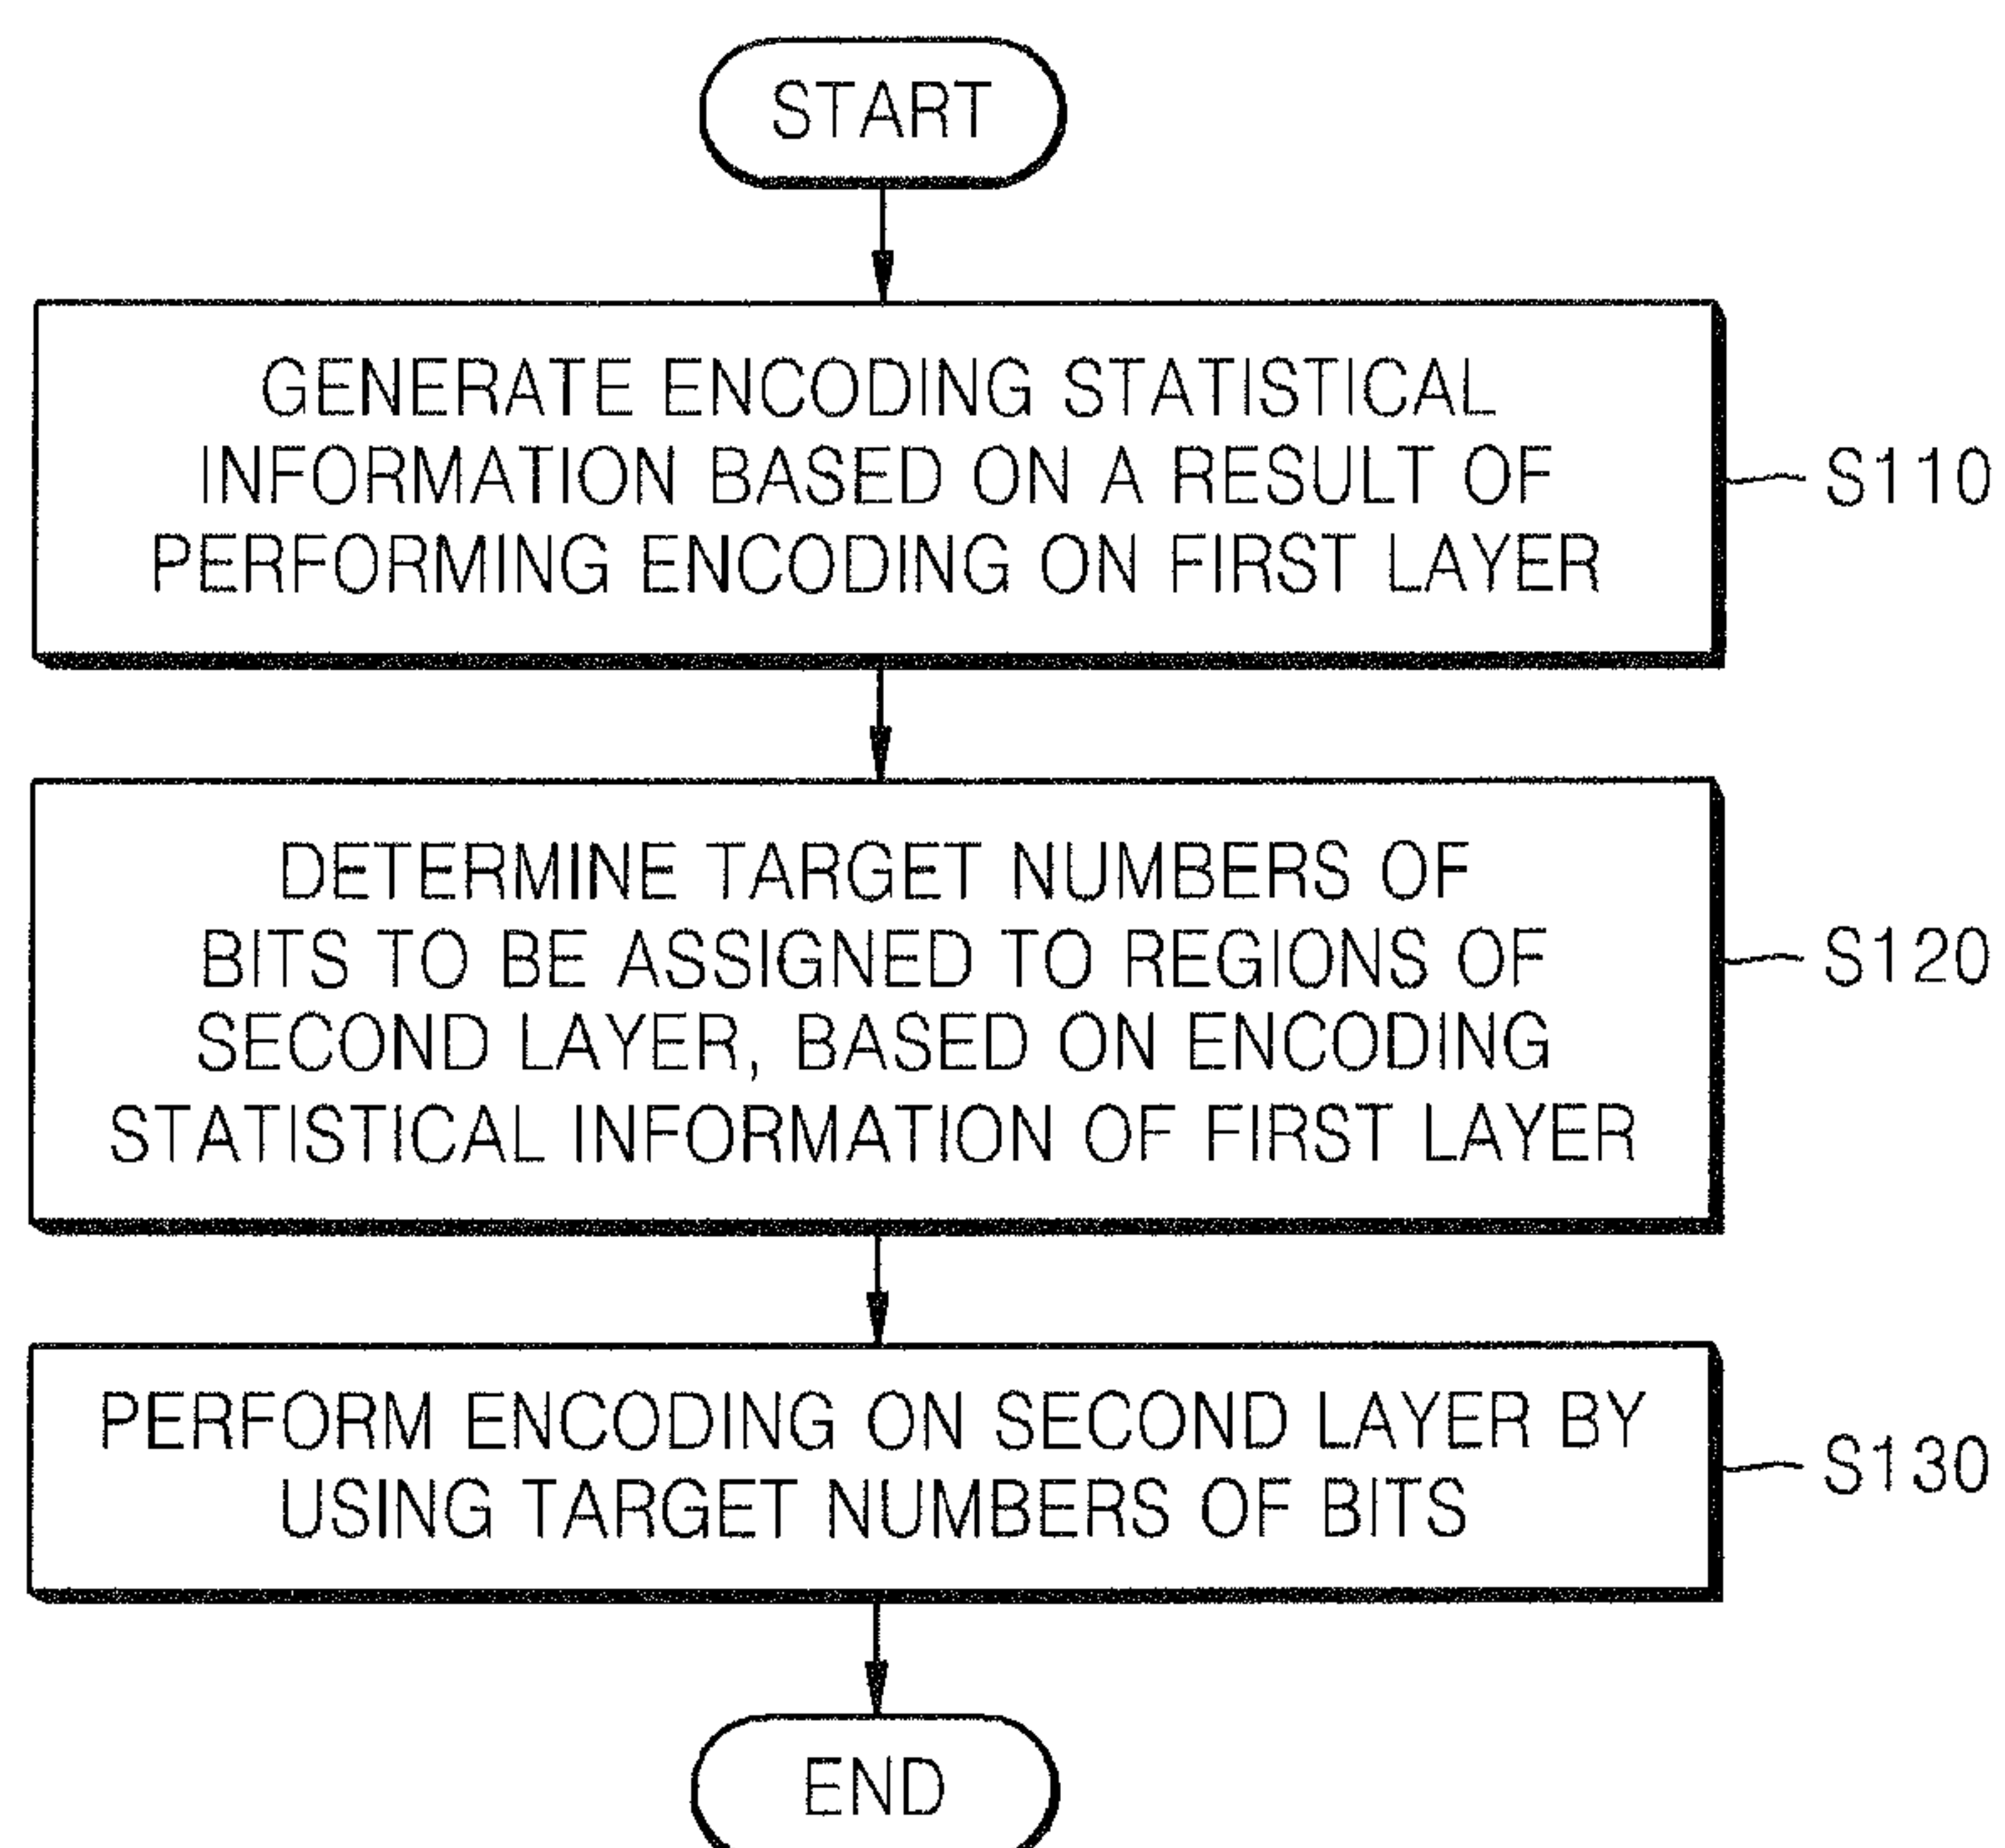 START
GENERATE ENCODING STATISTICAL
INFORMATION BASED ON A RESULT OF
PERFORMING ENCODING ON FIRST LAYER
S110
DETERMINE TARGET NUMBERS OF
BITS TO BE ASSIGNED TO REGIONS OF
SECOND LAYER, BASED ON ENCODING
STATISTICAL INFORMATION OF FIRST LAYER
S120
PERFORM ENCODING ON SECOND LAYER BY
USING TARGET NUMBERS OF BITS
S130
END